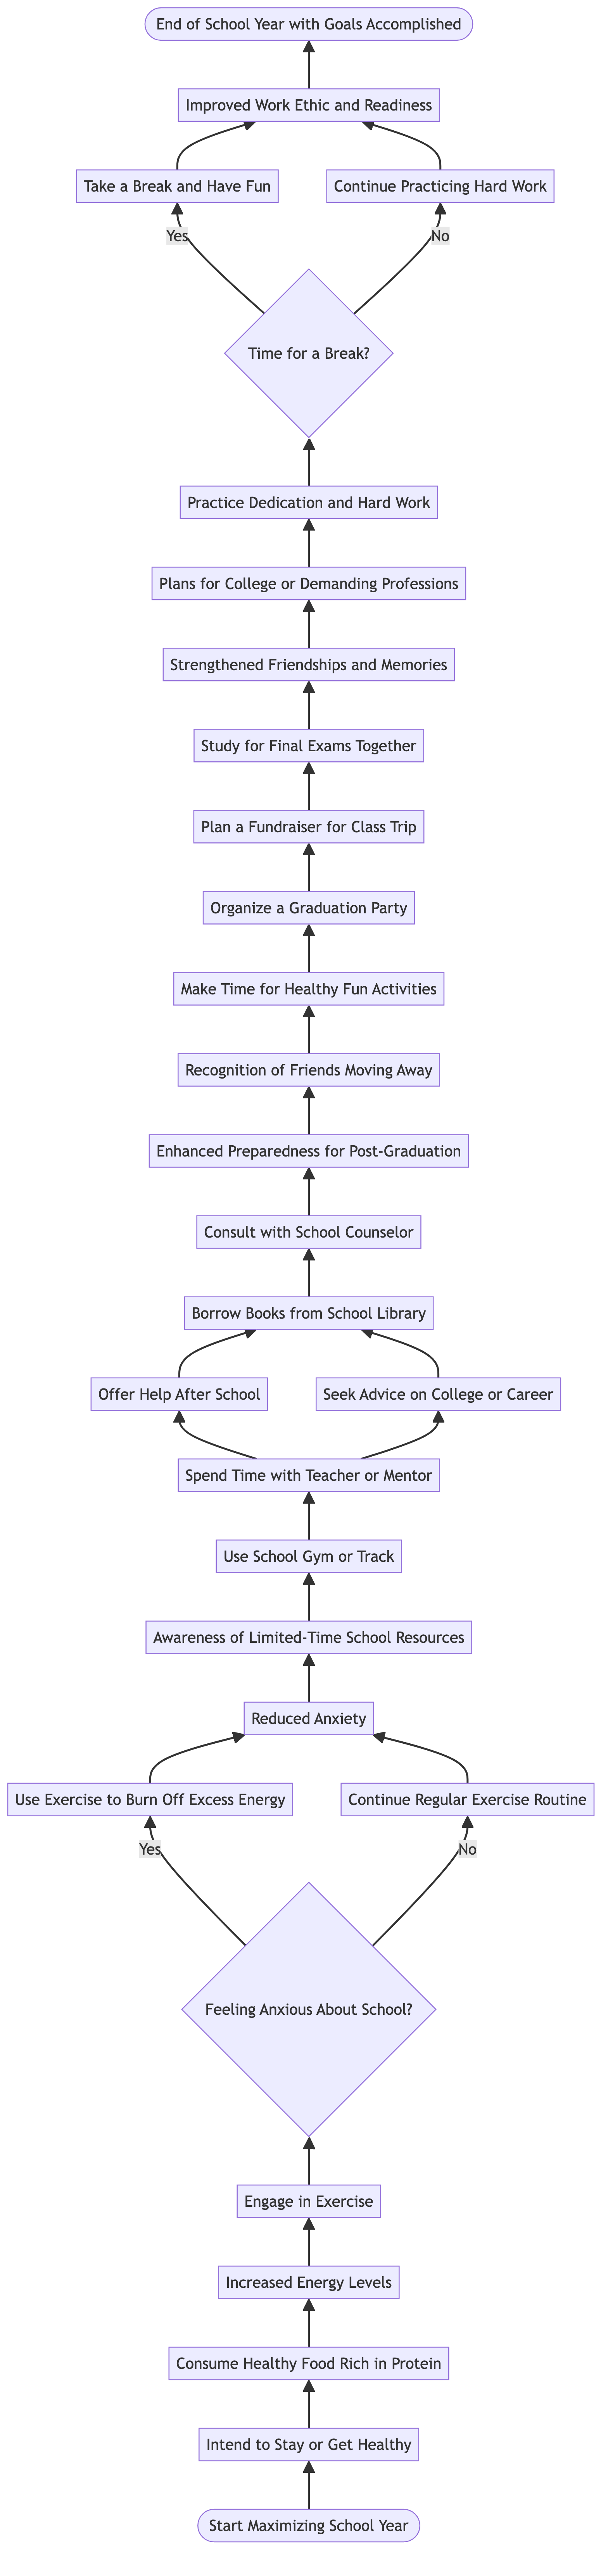 End of School Year with Goals Accomplished
Improved Work Ethic and Readiness
Take a Break and Have Fun
Continue Practicing Hard Work
Yes
No
Time for a Break?
Practice Dedication and Hard Work
Plans for College or Demanding Professions
Strengthened Friendships and Memories
Study for Final Exams Together
Plan a Fundraiser for Class Trip
Organize a Graduation Party
Make Time for Healthy Fun Activities
Recognition of Friends Moving Away
Enhanced Preparedness for Post-Graduation
Consult with School Counselor
Borrow Books from School Library
Offer Help After School
Seek Advice on College or Career
Spend Time with Teacher or Mentor
Use School Gym or Track
Awareness of Limited-Time School Resources
Reduced Anxiety
Use Exercise to Burn Off Excess Energy
Continue Regular Exercise Routine
Yes
No
Feeling Anxious About School?
Engage in Exercise
Increased Energy Levels
Consume Healthy Food Rich in Protein
Intend to Stay or Get Healthy
Start Maximizing School Year